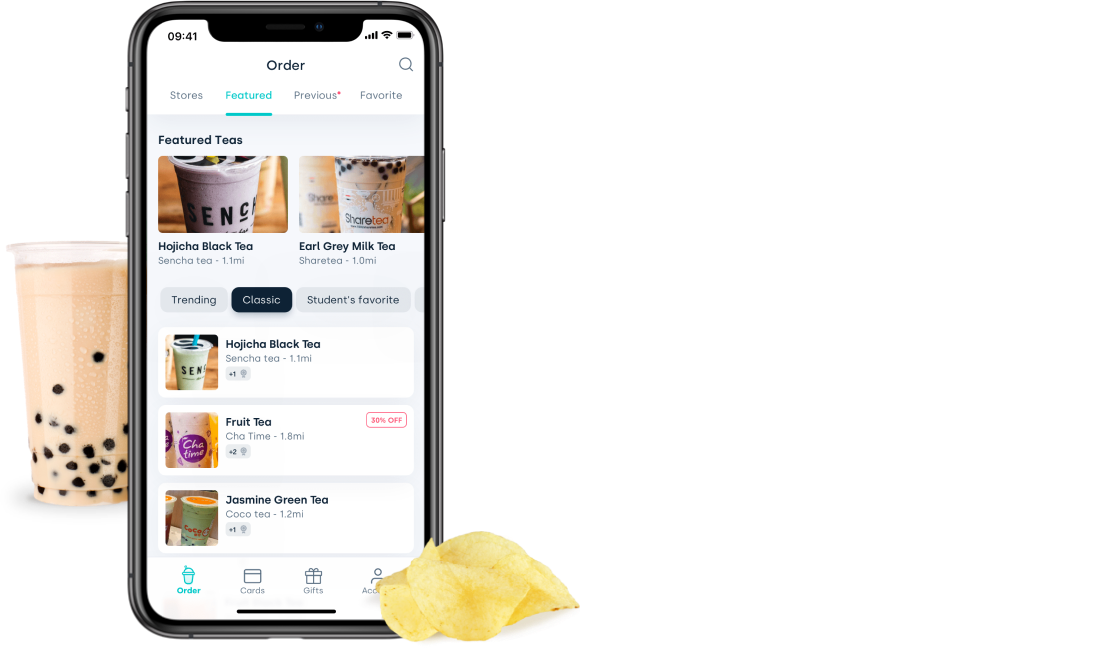 09:41
Order
Stores Featured Previous* Favorite
Featured Teas
SENC
Share
Sharetea
Hojicha Black Tea Earl Grey Milk Tea
Sencha tea - 1.1mi Sharetea - 1.0mi
Trending Classic Student's favorite
SEN
Hojicha Black Tea
Sencha tea - 1.1mi
+1
Cha
time
Fruit Tea 30% OFF
Cha Time - 1.8mi
+2
Jasmine Green Tea
Coco tea - 1.2mi
+1
Order Cards Gifts